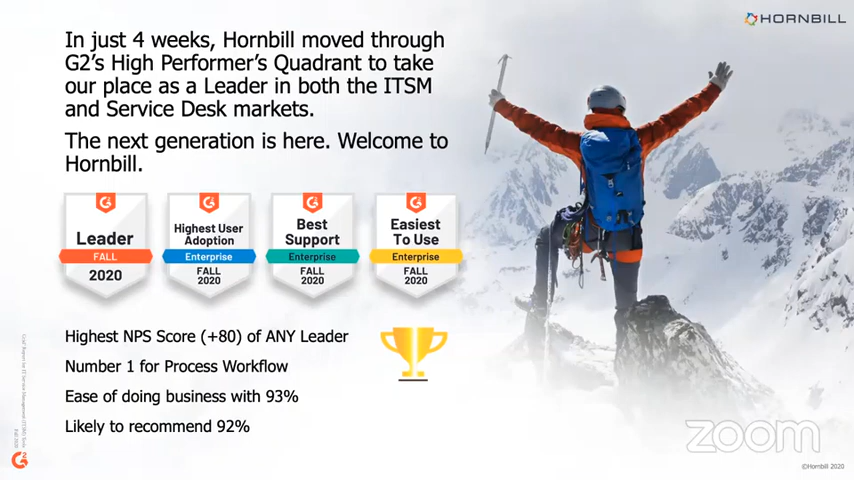 HORNBILL
In just 4 weeks, Hornbill moved through
G2’s High Performer’s Quadrant to take
our place as a Leader in both the ITSM
and Service Desk markets.
The next generation is here. Welcome to
Hornbill.
Leader
FALL
2020
Highest User
Adoption
Enterprise
FALL
2020
Best
Support
Enterprise
FALL
2020
Easiest
To Use
Enterprise
FALL
2020
Highest NPS Score (+80) of ANY Leader
Number 1 for Process Workflow
Ease of doing business with 93%
Likely to recommend 92%
Fall 2020
zoom
©Hornbill 2020